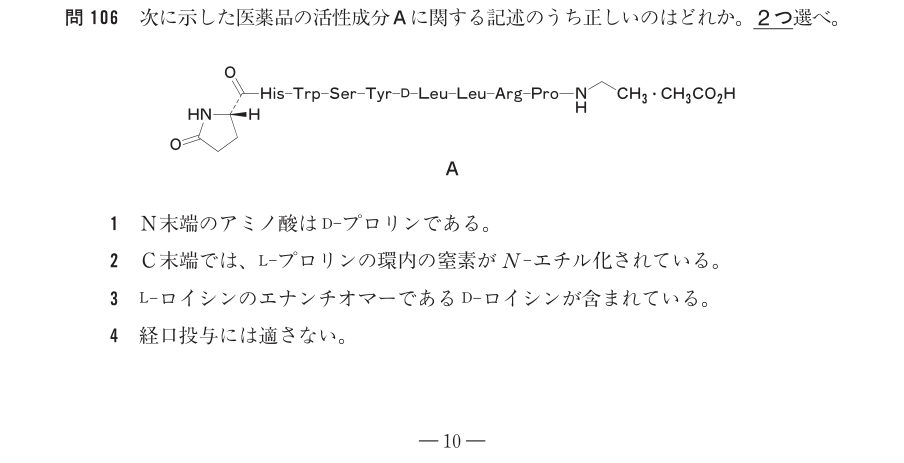 問 106 次に示した医薬品の活性成分Aに関する記述のうち正しいのはどれか。2つ選べ。
O
His-Trp-Ser-Tyr-D-Leu-Leu-Arg-Pro-N CH₃・CH₃CO₂H
H
HN H
O
A
1 N末端のアミノ酸はD-プロリンである。
2 C末端では、L-プロリンの環内の窒素がN-エチル化されている。
3 L-ロイシンのエナンチオマーであるD-ロイシンが含まれている。
4 経口投与には適さない。
— 10 —